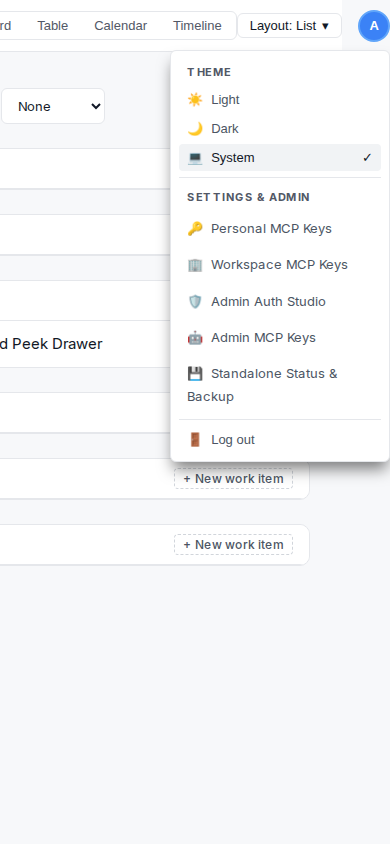 rd Table Calendar Timeline Layout: List ▾ A
THEME
☀️ Light
None
🌙 Dark
💻 System ✓
SETTINGS & ADMIN
🔑 Personal MCP Keys
🏢 Workspace MCP Keys
🛡️ Admin Auth Studio
🤖 Admin MCP Keys
d Peek Drawer
💾 Standalone Status &
Backup
🚪 Log out
+ New work item
+ New work item